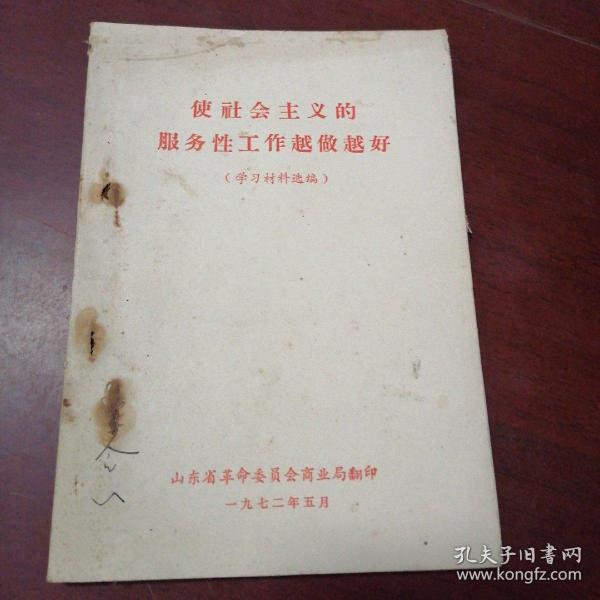 使社会主义的
服务性工作越做越好
（学习材料选编）
山东省革命委员会商业局翻印
一九七二年五月
孔夫子旧书网
www.kongfz.com